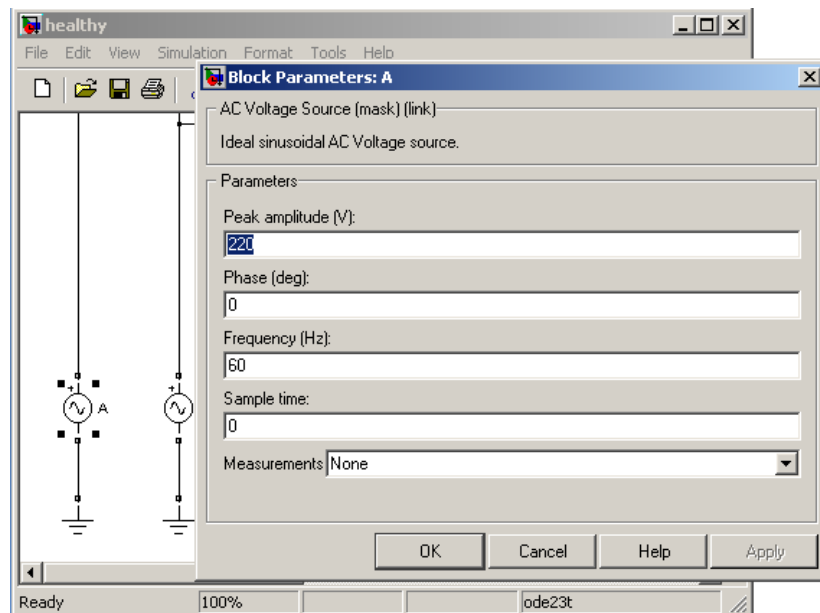 healthy
File Edit View Simulation Format Tools Help
Block Parameters: A
AC Voltage Source (mask) (link)
Ideal sinusoidal AC Voltage source.
Parameters
Peak amplitude (V):
220
Phase (deg):
0
Frequency (Hz):
60
Sample time:
0
Measurements None
A
OK Cancel Help Apply
Ready 100% ode23t